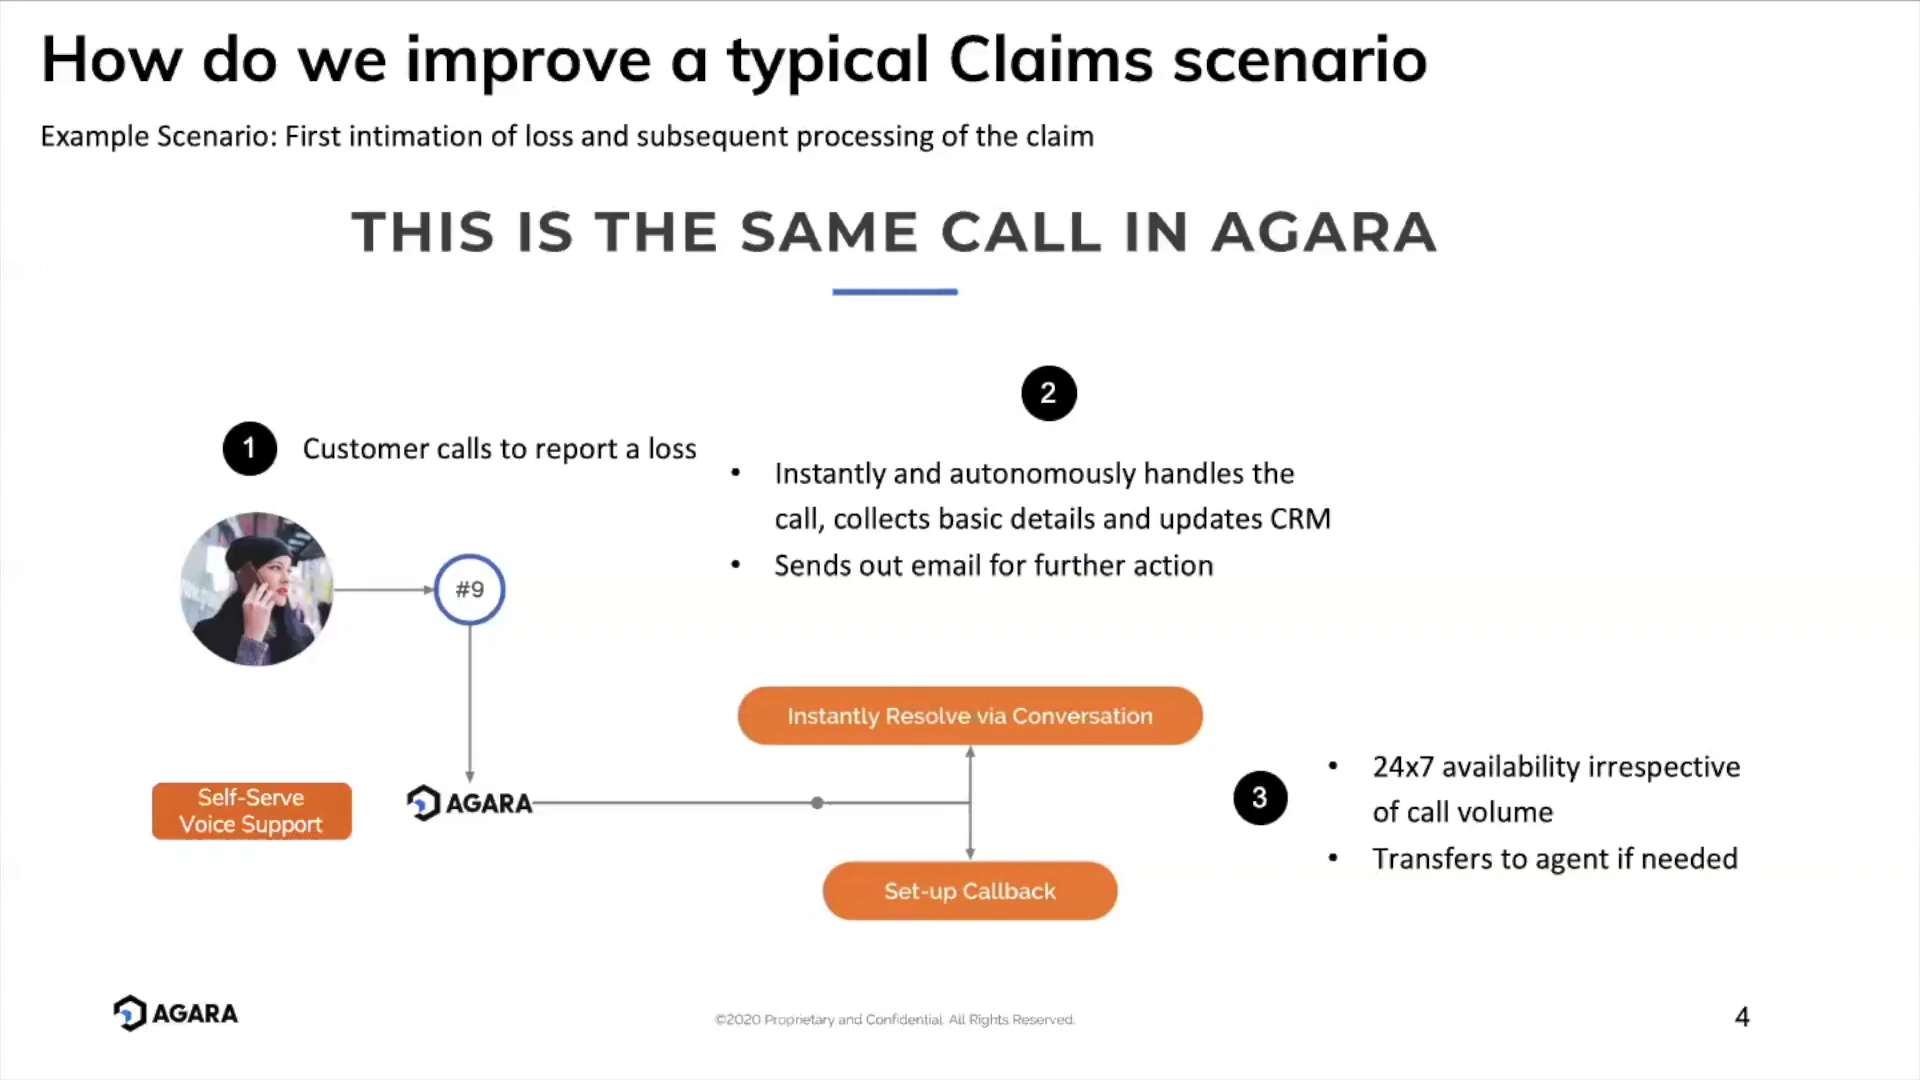 How do we improve a typical Claims scenario
Example Scenario: First intimation of loss and subsequent processing of the claim
THIS IS THE SAME CALL IN AGARA
2
1
Customer calls to report a loss
• Instantly and autonomously handles the
call, collects basic details and updates CRM
• Sends out email for further action
#9
Instantly Resolve via Conversation
Self-Serve
Voice Support
AGARA
3
• 24x7 availability irrespective
of call volume
• Transfers to agent if needed
Set-up Callback
AGARA
©2020 Proprietary and Confidential. All Rights Reserved.
4